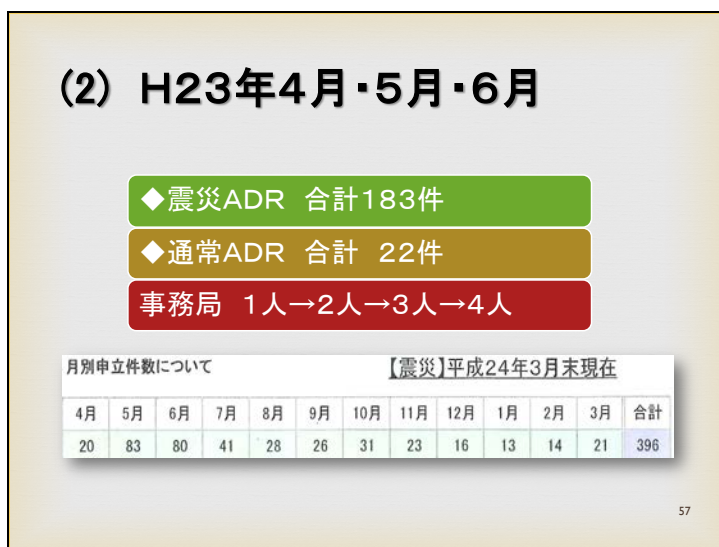 (2) H23年4月・5月・6月
◆震災ADR 合計183件
◆通常ADR 合計 22件
事務局 1人→2人→3人→4人
月別申立件数について 【震災】平成24年3月末現在
4月 5月 6月 7月 8月 9月 10月 11月 12月 1月 2月 3月 合計
20 83 80 41 28 26 31 23 16 13 14 21 396
57